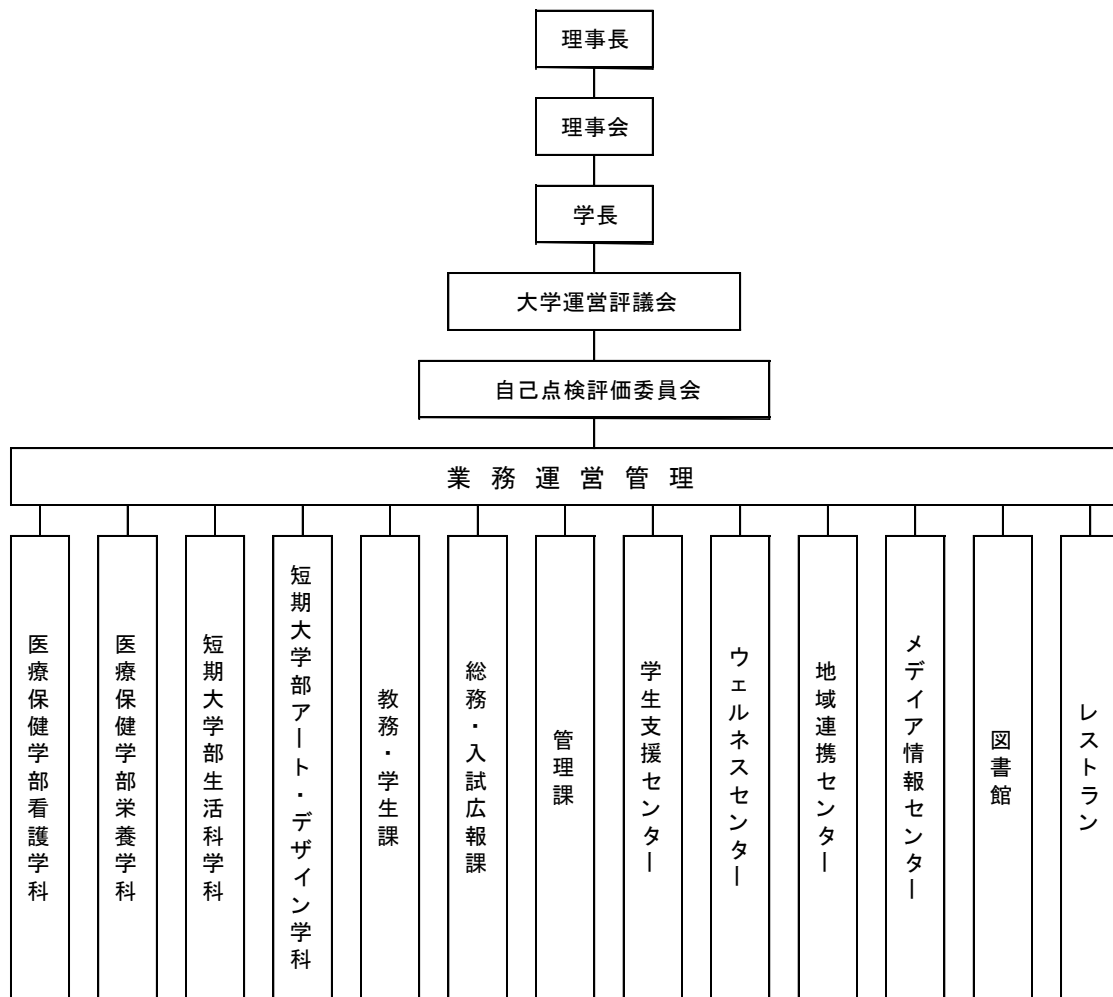 理事長
理事会
学長
大学運営評議会
自己点検評価委員会
業務運営管理
医療保健学部看護学科
医療保健学部栄養学科
短期大学部生活科学科
短期大学部アート・デザイン学科
教務・学生課
総務・入試広報課
管理課
学生支援センター
ウェルネスセンター
地域連携センター
メデイア情報センター
図書館
レストラン